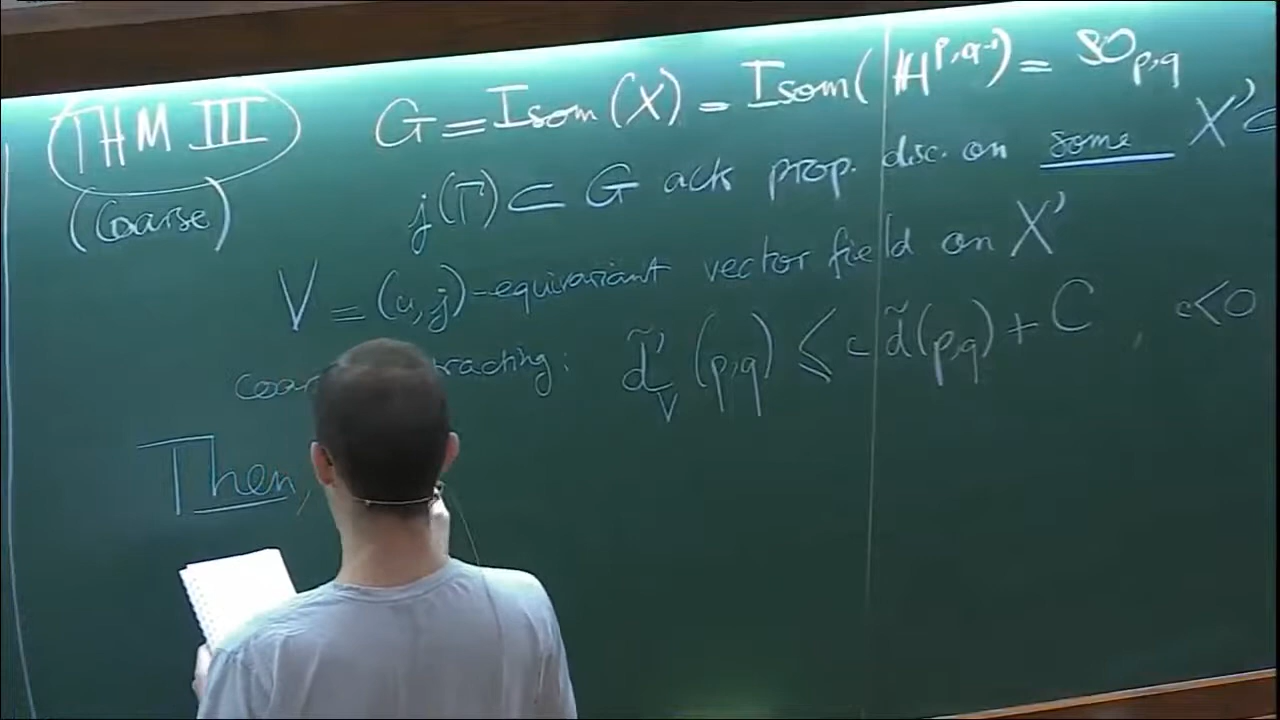 THM III G = Isom(X) = Isom(ℍ^{p,q-1}) = SO_{p,q}
(coarse) j(Γ) ⊂ G acts prop. disc. on some X' ⊂
V = (u,j)-equivariant vector field on X'
d̃'_V (p,q) ≤ c d̃(p,q) + C , c<0
Then,